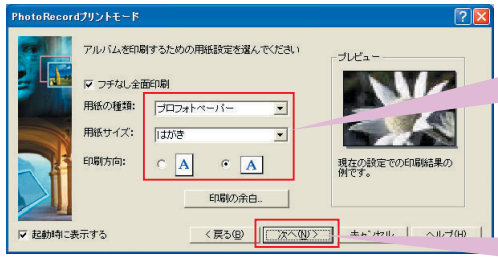 PhotoRecordプリントモード
アルバムを印刷するための用紙設定を選んでください
フチなし全面印刷
用紙の種類: プロフォトペーパー
用紙サイズ: はがき
印刷方向: A A
印刷の余白...
プレビュー
現在の設定での印刷結果の
例です。
起動時に表示する
< 戻る(B) 次へ(N) > キャンセル ヘルプ(H)